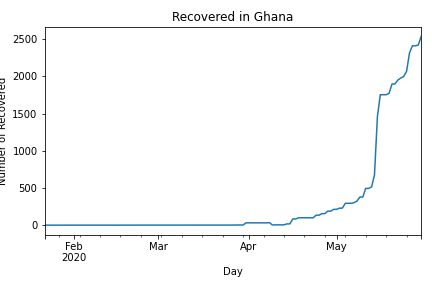 Recovered in Ghana
Number of Recovered
2500
2000
1500
1000
500
0
Feb
2020
Mar
Apr
May
Day